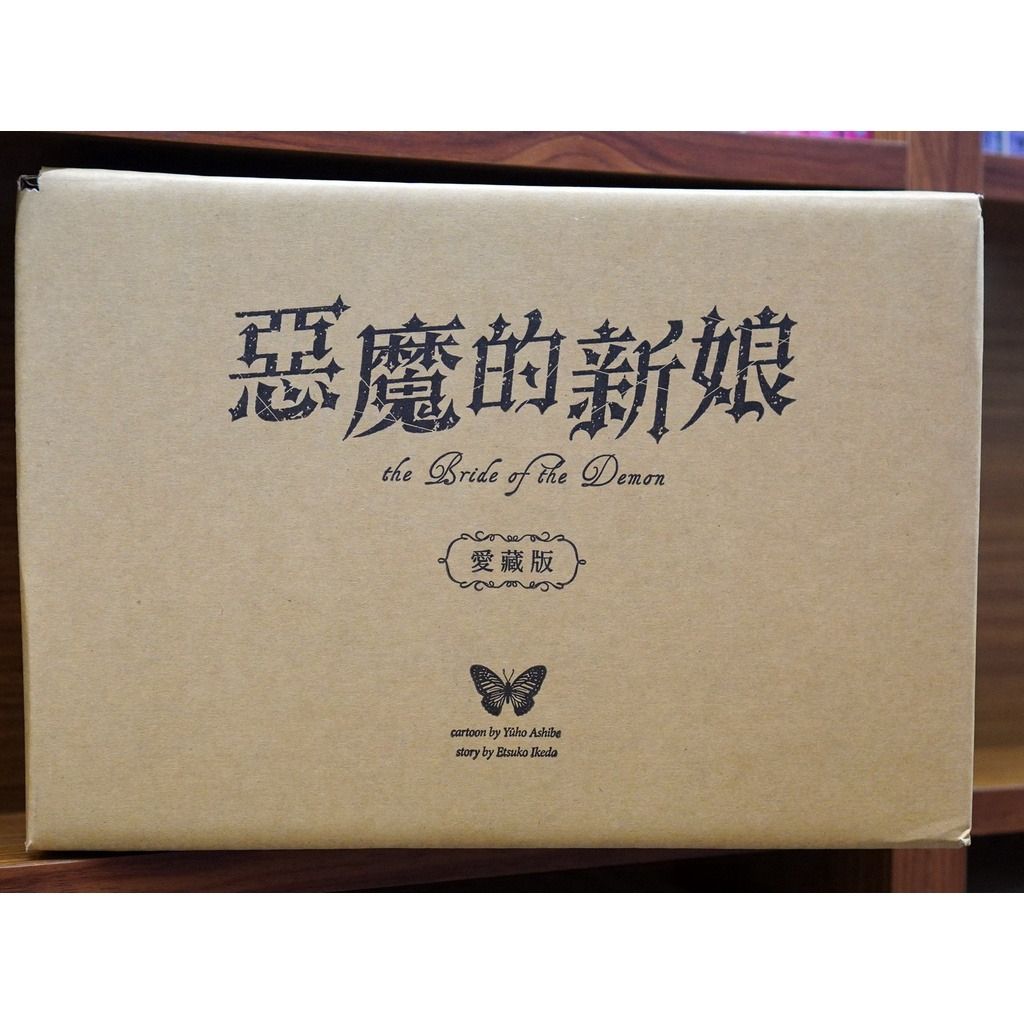 惡魔的新娘
the Bride of the Demon
愛藏版
cartoon by Yûho Ashibe
story by Etsuko Ikeda